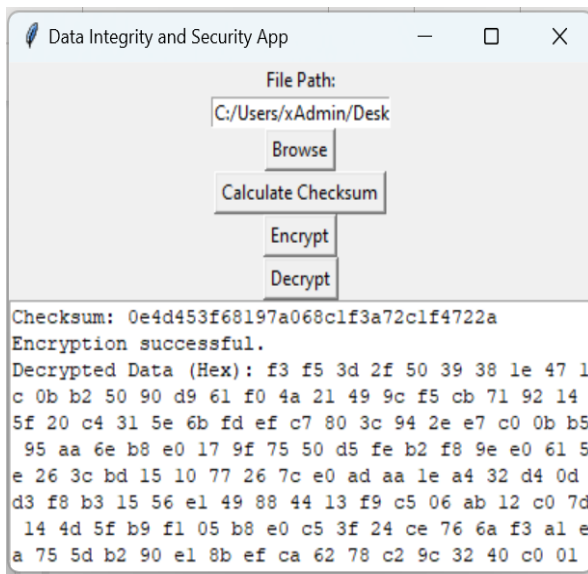 Data Integrity and Security App
File Path:
C:/Users/xAdmin/Desk
Browse
Calculate Checksum
Encrypt
Decrypt
Checksum: 0e4d453f68197a068c1f3a72c1f4722a
Encryption successful.
Decrypted Data (Hex): f3 f5 3d 2f 50 39 38 1e 47 1
c 0b b2 50 90 d9 61 f0 4a 21 49 9c f5 cb 71 92 14
5f 20 c4 31 5e 6b fd ef c7 80 3c 94 2e e7 c0 0b b5
95 aa 6e b8 e0 17 9f 75 50 d5 fe b2 f8 9e e0 61 5
e 26 3c bd 15 10 77 26 7c e0 ad aa 1e a4 32 d4 0d
d3 f8 b3 15 56 e1 49 88 44 13 f9 c5 06 ab 12 c0 7d
14 4d 5f b9 f1 05 b8 e0 c5 3f 24 ce 76 6a f3 a1 e
a 75 5d b2 90 e1 8b ef ca 62 78 c2 9c 32 40 c0 01